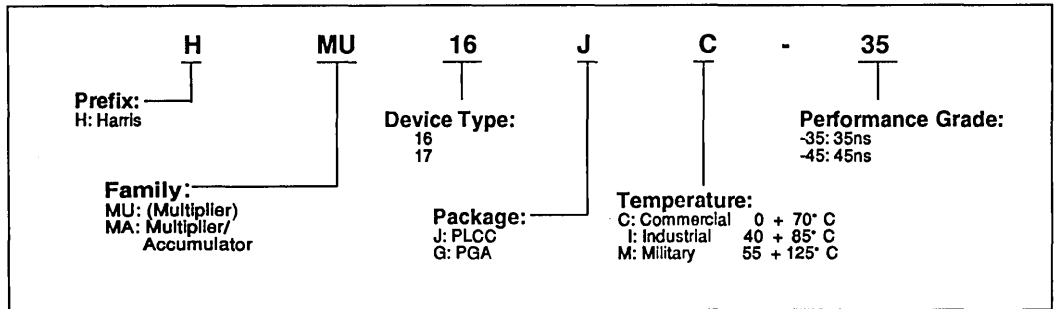 H MU 16 J C - 35
Prefix:
H: Harris
Device Type:
16
17
Performance Grade:
-35: 35ns
-45: 45ns
Family:
MU: (Multiplier)
MA: Multiplier/
Accumulator
Package:
J: PLCC
G: PGA
Temperature:
C: Commercial 0 + 70° C
I: Industrial 40 + 85° C
M: Military 55 + 125° C